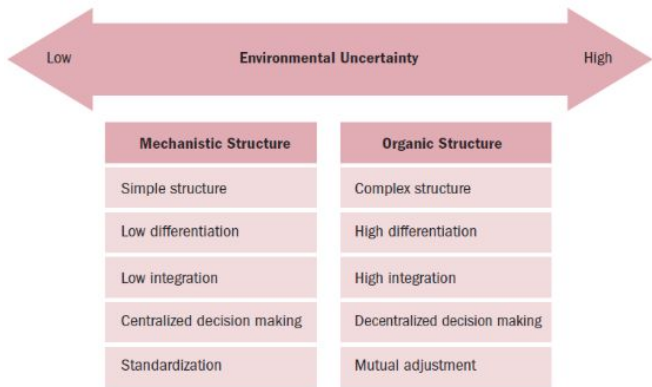 Low Environmental Uncertainty High
Mechanistic Structure Organic Structure
Simple structure Complex structure
Low differentiation High differentiation
Low integration High integration
Centralized decision making Decentralized decision making
Standardization Mutual adjustment